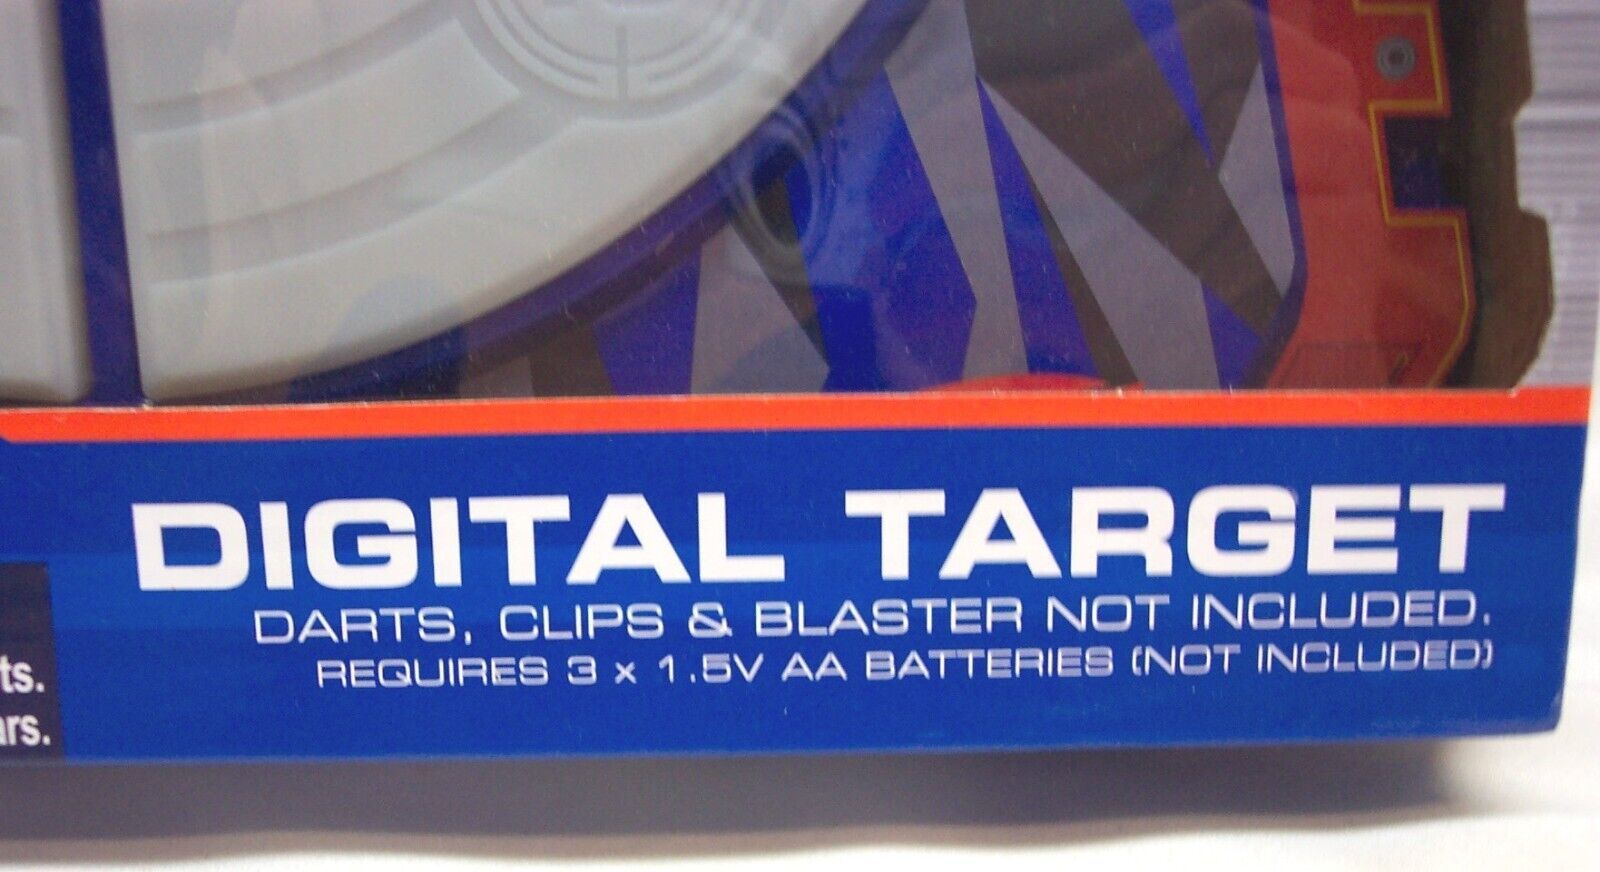 DIGITAL TARGET
DARTS, CLIPS & BLASTER NOT INCLUDED.
REQUIRES 3 x 1.5V AA BATTERIES (NOT INCLUDED)